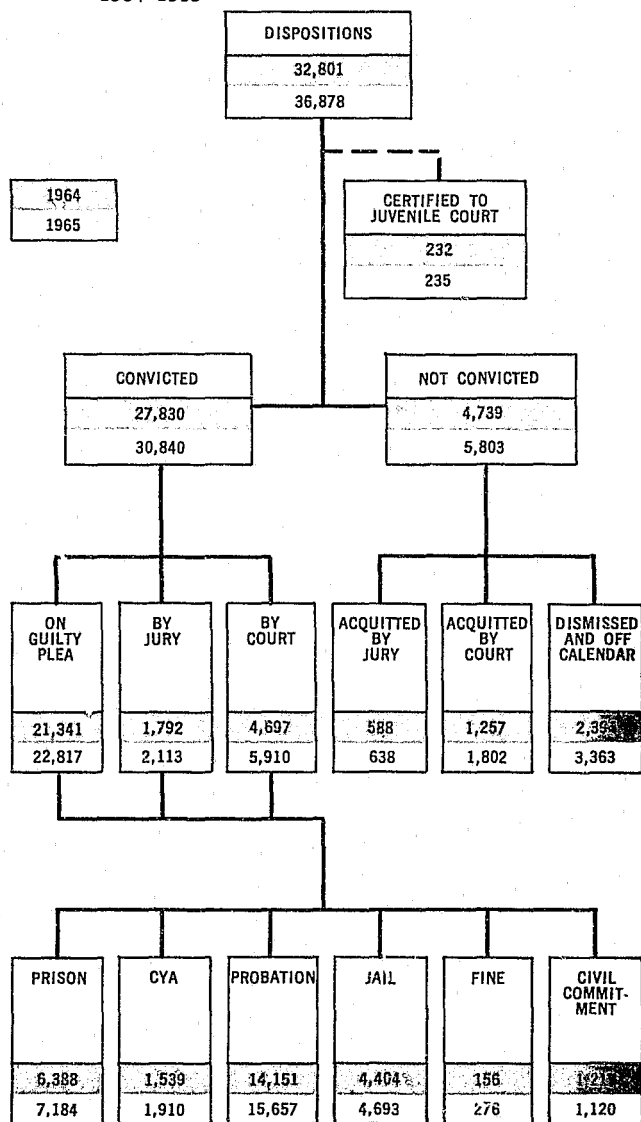 DISPOSITIONS
32,801
36,878
1964
1965
CERTIFIED TO
JUVENILE COURT
232
235
CONVICTED
27,830
30,840
NOT CONVICTED
4,739
5,803
ON
GUILTY
PLEA
21,341
22,817
BY
JURY
1,792
2,113
BY
COURT
4,697
5,910
ACQUITTED
BY
JURY
588
638
ACQUITTED
BY
COURT
1,257
1,802
DISMISSED
AND OFF
CALENDAR
3,363
PRISON
6,388
7,184
CYA
1,539
1,910
PROBATION
14,151
15,657
JAIL
4,404
4,693
FINE
156
276
CIVIL
COMMIT-
MENT
1,120